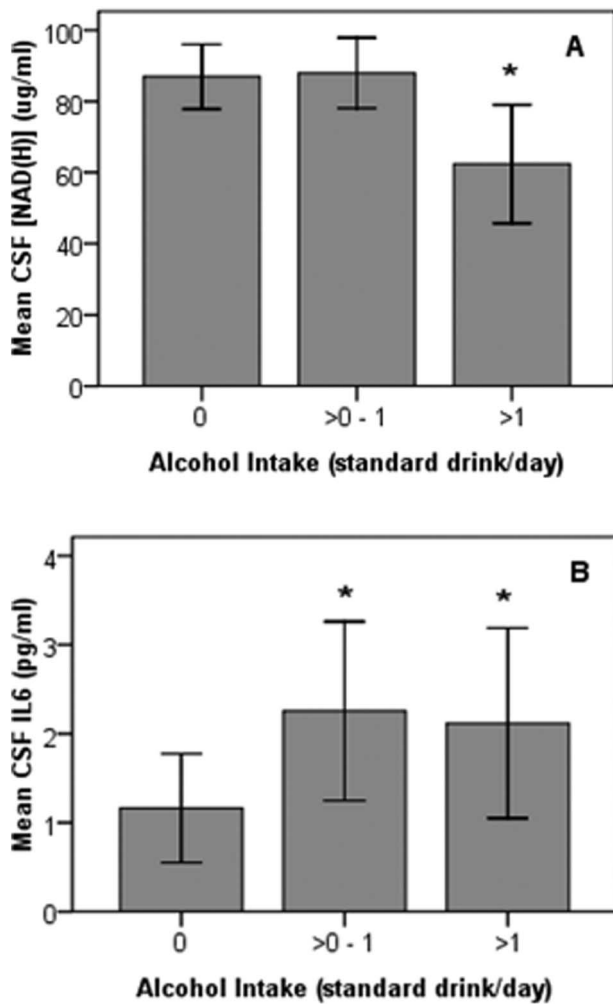 A
Mean CSF [NAD(H)] (ug/ml)
100
80
60
40
20
0
*
0
>0 - 1
>1
Alcohol Intake (standard drink/day)
B
Mean CSF IL6 (pg/ml)
4
3
2
1
0
*
*
0
>0 - 1
>1
Alcohol Intake (standard drink/day)